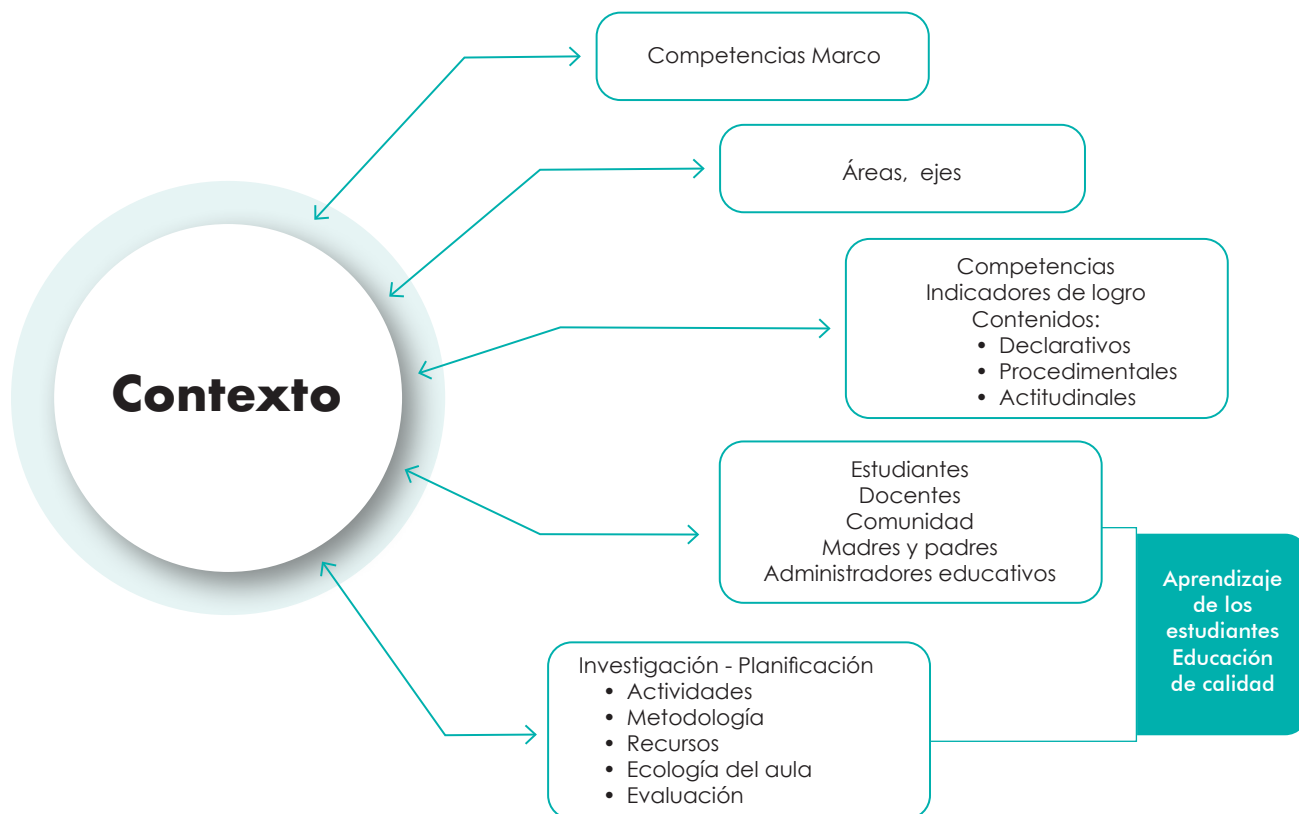 Competencias Marco
Áreas, ejes
Competencias
Indicadores de logro
Contenidos:
• Declarativos
• Procedimentales
• Actitudinales
Contexto
Estudiantes
Docentes
Comunidad
Madres y padres
Administradores educativos
Aprendizaje
de los
estudiantes
Educación
de calidad
Investigación - Planificación
• Actividades
• Metodología
• Recursos
• Ecología del aula
• Evaluación